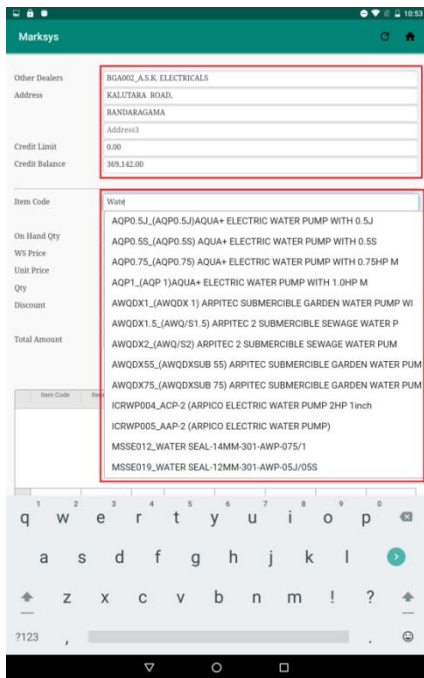 10:53
Marksys
Other Dealers BGA002_A.S.K. ELECTRICALS
Address KALUTARA ROAD,
BANDARAGAMA
Address3
Credit Limit 0.00
Credit Balance 369,142.00
Item Code Wate
AQP0.5J_(AQP0.5J)AQUA+ ELECTRIC WATER PUMP WITH 0.5J
On Hand Qty AQP0.5S_(AQP0.5S) AQUA+ ELECTRIC WATER PUMP WITH 0.5S
WS Price AQP0.75_(AQP0.75) AQUA+ ELECTRIC WATER PUMP WITH 0.75HP M
Unit Price AQP1_(AQP 1)AQUA+ ELECTRIC WATER PUMP WITH 1.0HP M
Qty AWQDX1_(AWQDX 1) ARPITEC SUBMERCIBLE GARDEN WATER PUMP WI
Discount AWQDX1.5_(AWQ/S1.5) ARPITEC 2 SUBMERCIBLE SEWAGE WATER P
Total Amount AWQDX2_(AWQ/S2) ARPITEC 2 SUBMERCIBLE SEWAGE WATER PUM
AWQDX55_(AWQDXSUB 55) ARPITEC SUBMERCIBLE GARDEN WATER PUM
AWQDX75_(AWQDXSUB 75) ARPITEC SUBMERCIBLE GARDEN WATER PUM
Item Code ICRWP004_ACP-2 (ARPICO ELECTRIC WATER PUMP 2HP 1inch
ICRWP005_AAP-2 (ARPICO ELECTRIC WATER PUMP)
MSSE012_WATER SEAL-14MM-301-AWP-075/1
MSSE019_WATER SEAL-12MM-301-AWP-05J/05S
1 2 3 4 5 6 7 8 9 0
q w e r t y u i o p
a s d f g h j k l
z x c v b n m ! ?
?123 , .